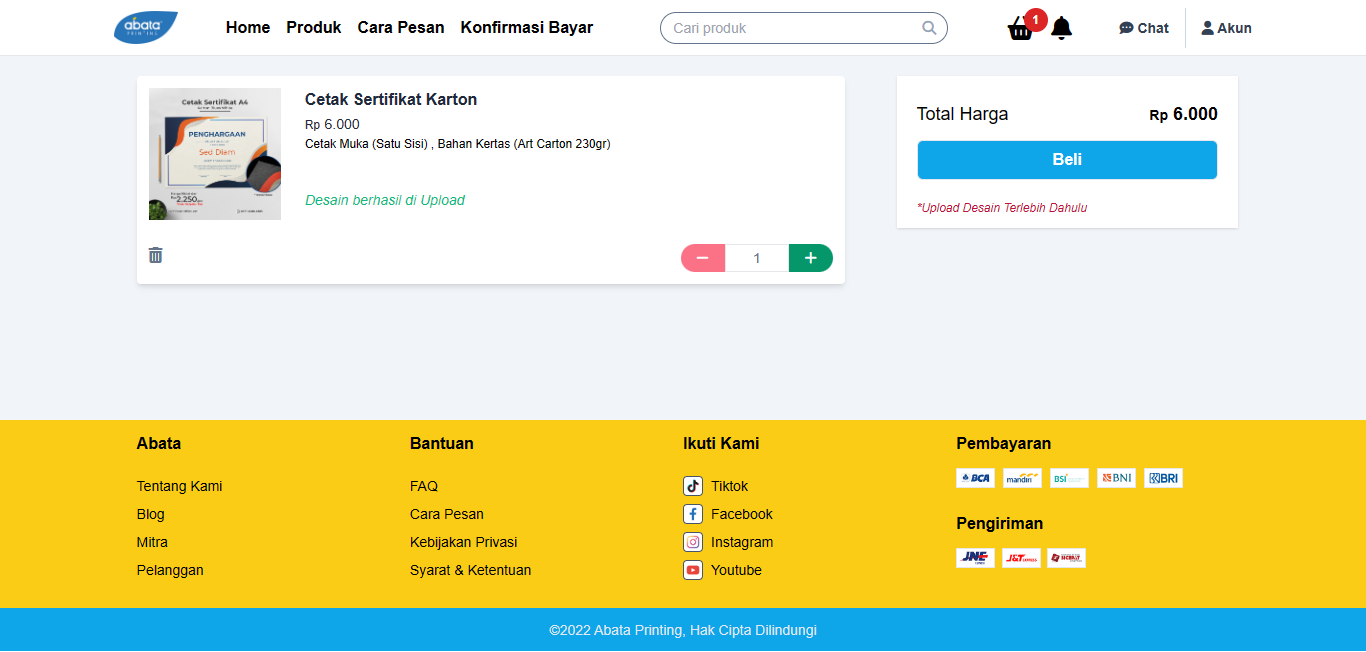 abata
PRINTING
Home Produk Cara Pesan Konfirmasi Bayar
Cari produk
1
Chat
Akun
Cetak Sertifikat A4
PENGHARGAAN
Sed Diam
2.250
Cetak Sertifikat Karton
Rp 6.000
Cetak Muka (Satu Sisi) , Bahan Kertas (Art Carton 230gr)
Desain berhasil di Upload
1
Total Harga Rp 6.000
Beli
*Upload Desain Terlebih Dahulu
Abata
Tentang Kami
Blog
Mitra
Pelanggan
Bantuan
FAQ
Cara Pesan
Kebijakan Privasi
Syarat & Ketentuan
Ikuti Kami
Tiktok
Facebook
Instagram
Youtube
Pembayaran
BCA mandiri BSI BNI BRI
Pengiriman
JNE J&T EXPRESS SICEPAT
©2022 Abata Printing, Hak Cipta Dilindungi